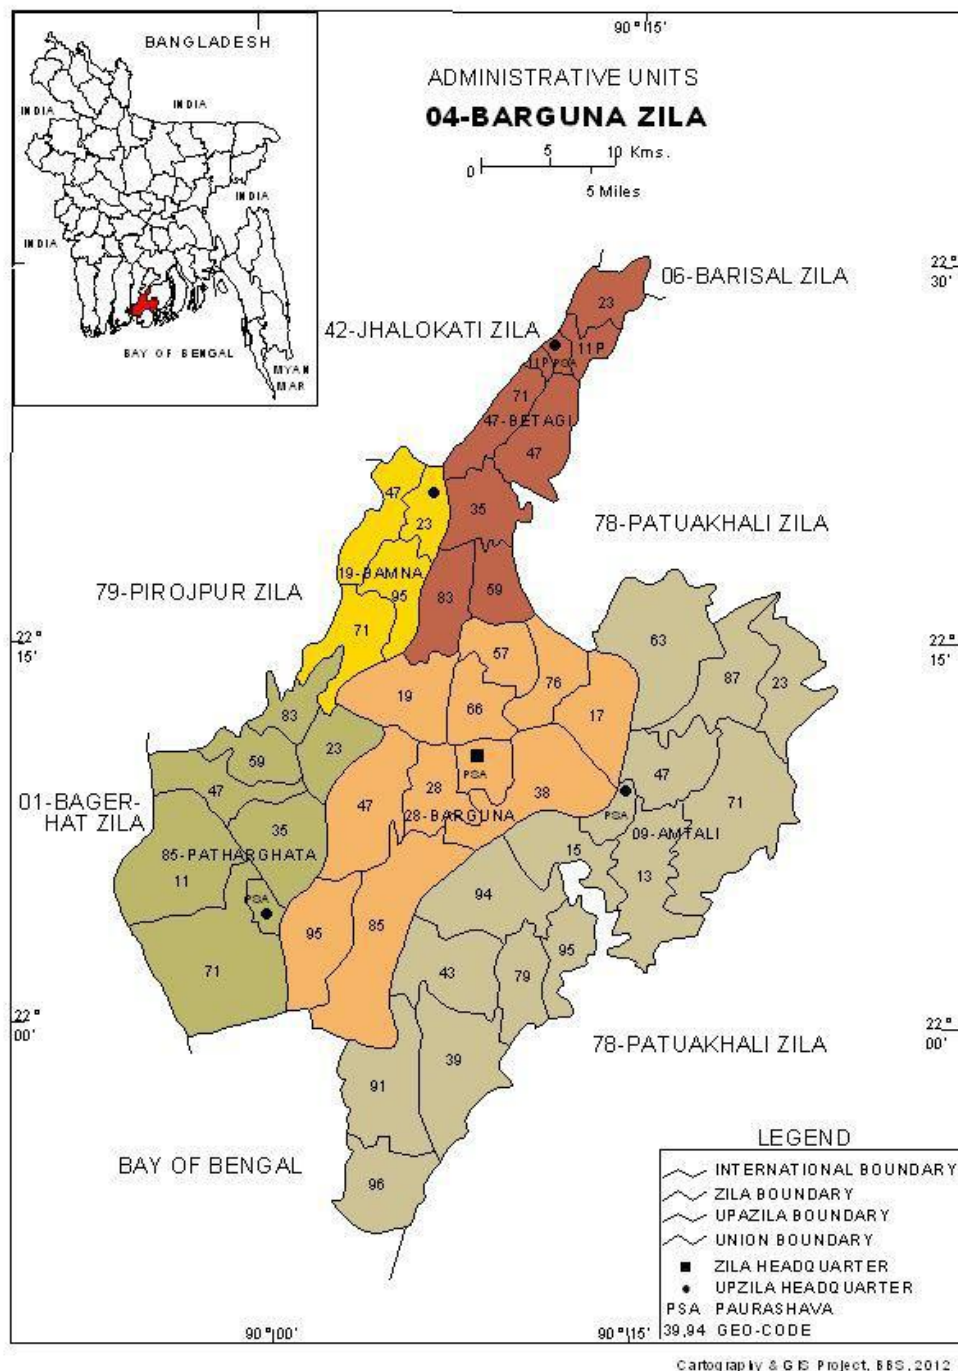 90°15'
BANGLADESH
INDIA
INDIA
INDIA
INDIA
BAY OF BENGAL
MYAN
MAR
ADMINISTRATIVE UNITS
04-BARGUNA ZILA
0 5 10 Kms.
5 Miles
22°
30'
06-BARISAL ZILA
42-JHALOKATI ZILA
23
11P
11P
PSA
71
47-BETAGI
47
47
23
35
78-PATUAKHALI ZILA
19-BAMNA
79-PIROJPUR ZILA
95
83
59
71
22°
15'
22°
15'
63
57
87
23
76
19
66
17
83
23
59
PSA
47
71
47
01-BAGER-
HAT ZILA
47
28
38
28-BARGUNA
PSA
09-AMTALI
35
85-PATHARGHATA
11
15
13
PSA
94
95
85
95
71
43
79
22°
00'
22°
00'
39
78-PATUAKHALI ZILA
91
BAY OF BENGAL
96
LEGEND
INTERNATIONAL BOUNDARY
ZILA BOUNDARY
UPAZILA BOUNDARY
UNION BOUNDARY
ZILA HEADQUARTER
UPZILA HEADQUARTER
PSA PAURASHAVA
39,94 GEO-CODE
90°00'
90°15'
Cartography & GIS Project, BBS, 2012